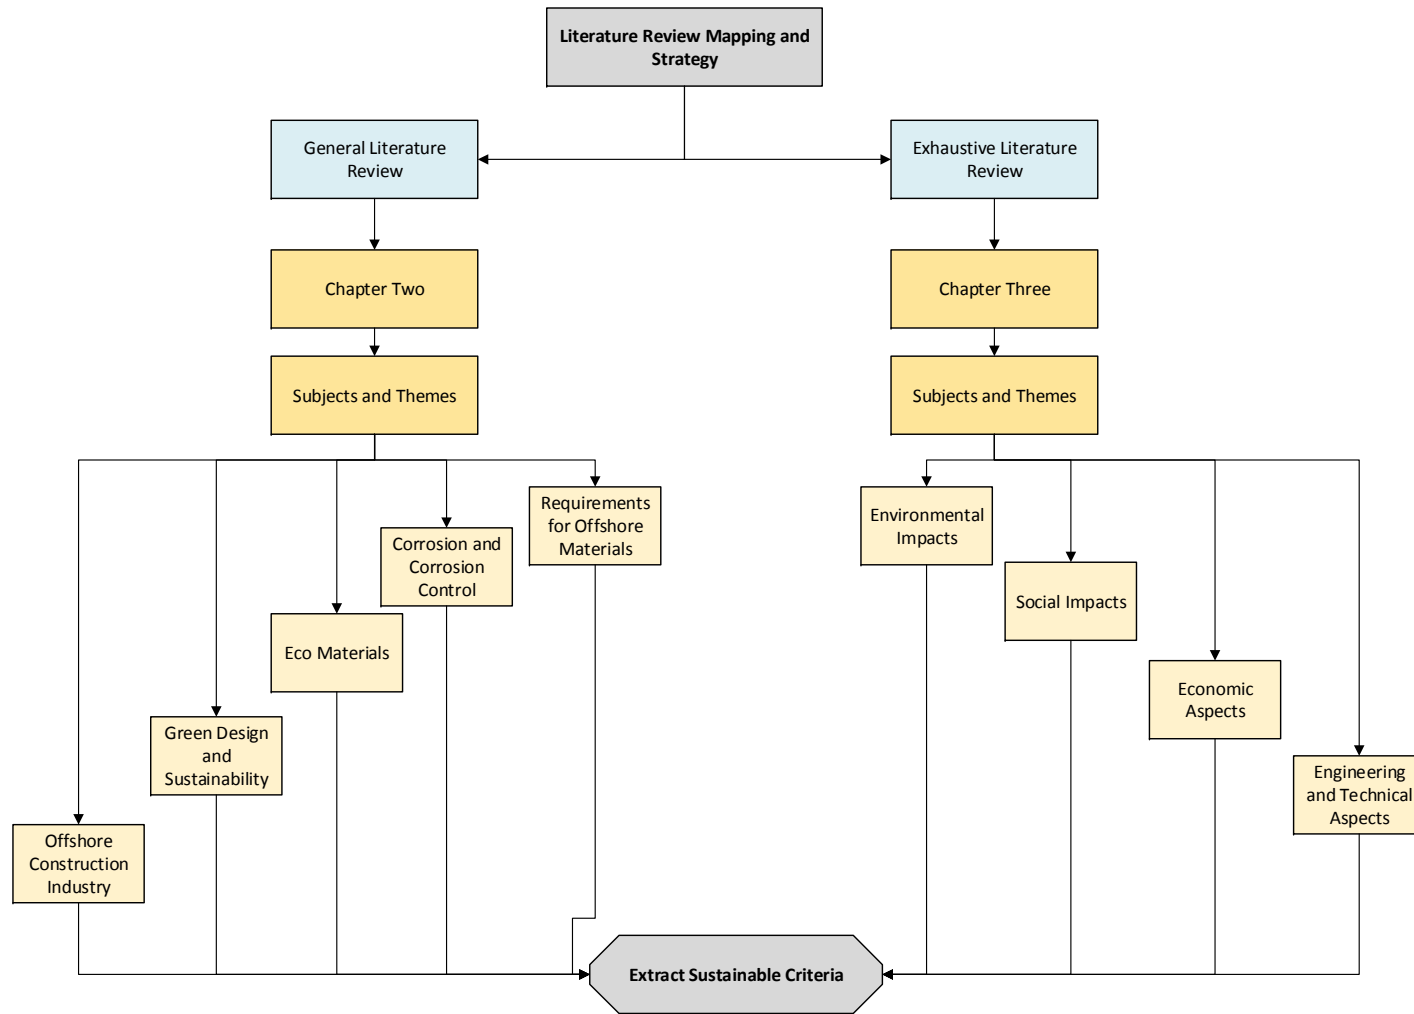 Literature Review Mapping and
Strategy
General Literature
Review
Exhaustive Literature
Review
Chapter Two
Chapter Three
Subjects and Themes
Subjects and Themes
Requirements
for Offshore
Materials
Environmental
Impacts
Corrosion and
Corrosion
Control
Social Impacts
Eco Materials
Economic
Aspects
Green Design
and
Sustainability
Engineering
and Technical
Aspects
Offshore
Construction
Industry
Extract Sustainable Criteria